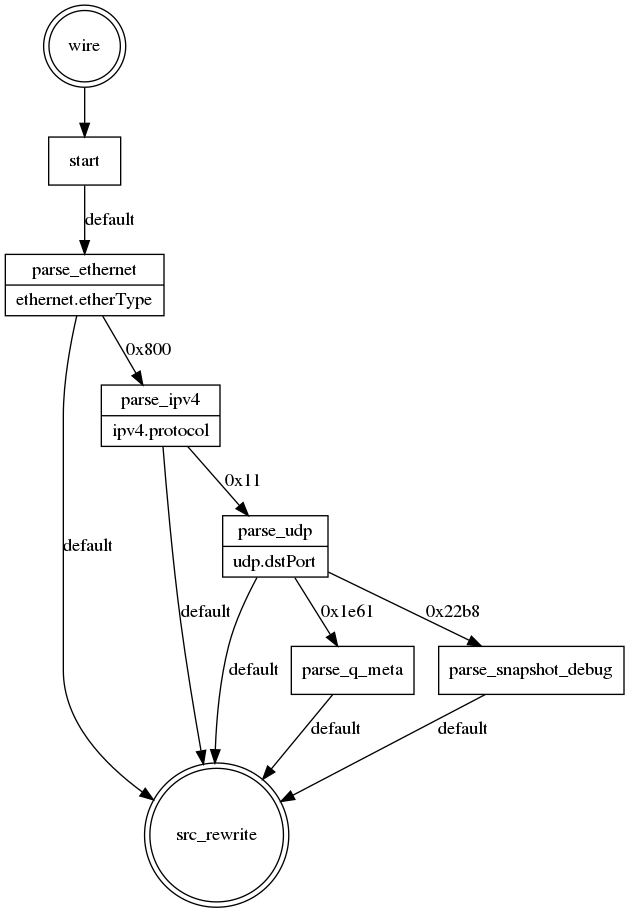 wire
start
default
parse_ethernet
ethernet.etherType
0x800
parse_ipv4
ipv4.protocol
0x11
parse_udp
udp.dstPort
default
default
0x1e61
0x22b8
default
parse_q_meta
parse_snapshot_debug
default
default
src_rewrite